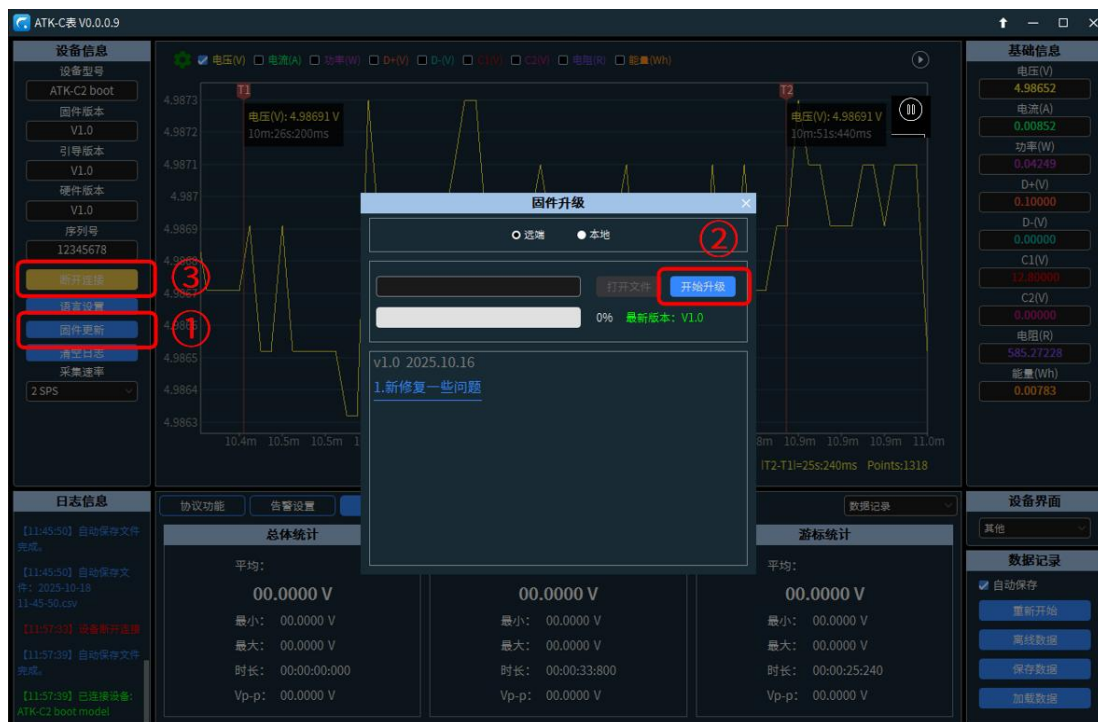 ATK-C表 V0.0.0.9
设备信息
设备型号
ATK-C2 boot
固件版本
V1.0
引导版本
V1.0
硬件版本
V1.0
序列号
12345678
断开连接
③
语言设置
固件更新
①
清空日志
采集速率
2 SPS
电压(V) 电流(A) 功率(W) D+(V) D-(V) C1(V) C2(V) 电阻(R) 能量(Wh)
T1
电压(V): 4.98691 V
10m:26s:200ms
T2
电压(V): 4.98691 V
10m:51s:440ms
4.9873
4.9872
4.9871
4.987
4.9869
4.9868
4.9867
4.9866
4.9865
4.9864
4.9863
10.4m 10.5m 10.5m 10.9m 10.9m 10.9m 11.0m
|T2-T1|=25s:240ms Points:1318
固件升级
远端 本地
②
打开文件 开始升级
0% 最新版本：V1.0
v1.0 2025.10.16
1.新修复一些问题
基础信息
电压(V)
4.98652
电流(A)
0.00852
功率(W)
0.04249
D+(V)
0.10000
D-(V)
0.00000
C1(V)
12.80000
C2(V)
0.00000
电阻(R)
585.27228
能量(Wh)
0.00783
日志信息
【11:45:50】自动保存文件
完成。
【11:45:50】自动保存文
件：2025-10-18
11-45-50.csv
【11:57:33】设备断开连接
【11:57:39】自动保存文件
完成。
【11:57:39】已连接设备:
ATK-C2 boot model
协议功能 告警设置 数据记录
总体统计
平均:
00.0000 V
最小: 00.0000 V
最大: 00.0000 V
时长: 00:00:00:000
Vp-p: 00.0000 V
00.0000 V
最小: 00.0000 V
最大: 00.0000 V
时长: 00:00:33:800
Vp-p: 00.0000 V
游标统计
平均:
00.0000 V
最小: 00.0000 V
最大: 00.0000 V
时长: 00:00:25:240
Vp-p: 00.0000 V
设备界面
其他
数据记录
自动保存
重新开始
离线数据
保存数据
加载数据